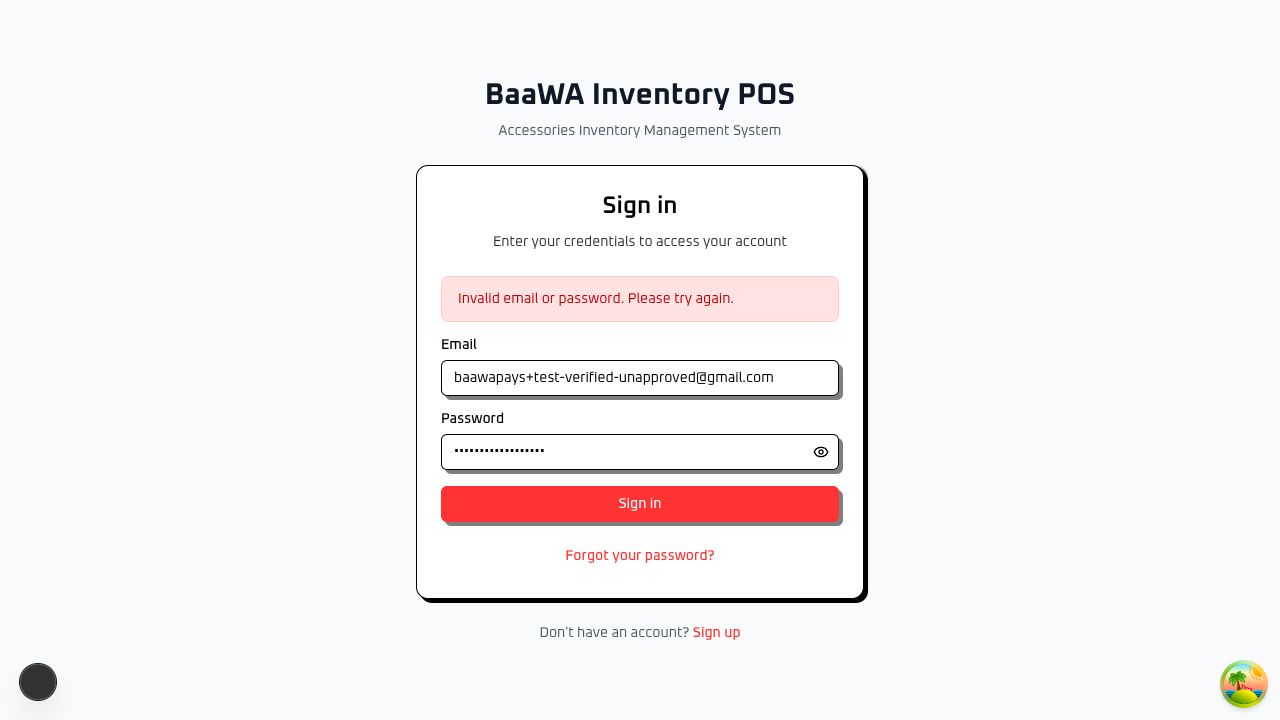 BaaWA Inventory POS
Accessories Inventory Management System
Sign in
Enter your credentials to access your account
Invalid email or password. Please try again.
Email
baawapays+test-verified-unapproved@gmail.com
Password
••••••••••••••••••
Sign in
Forgot your password?
Don't have an account? Sign up